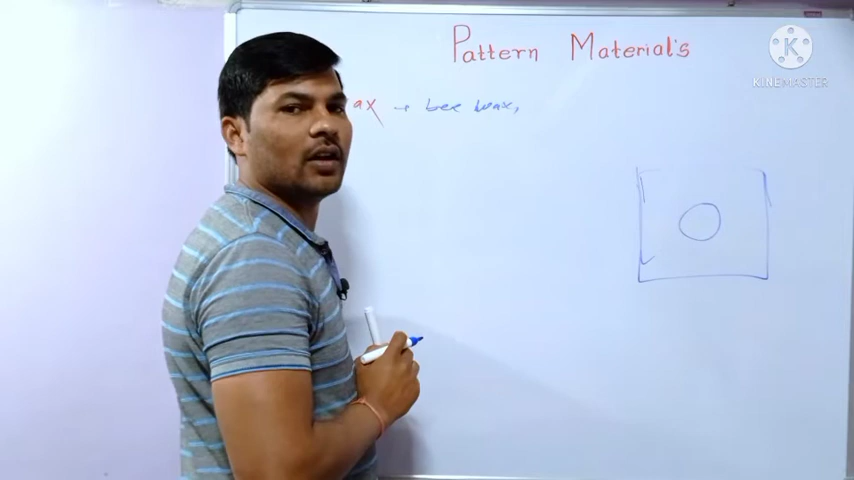 Pattern Material's
K
KINEMASTER
ax → bee wax,